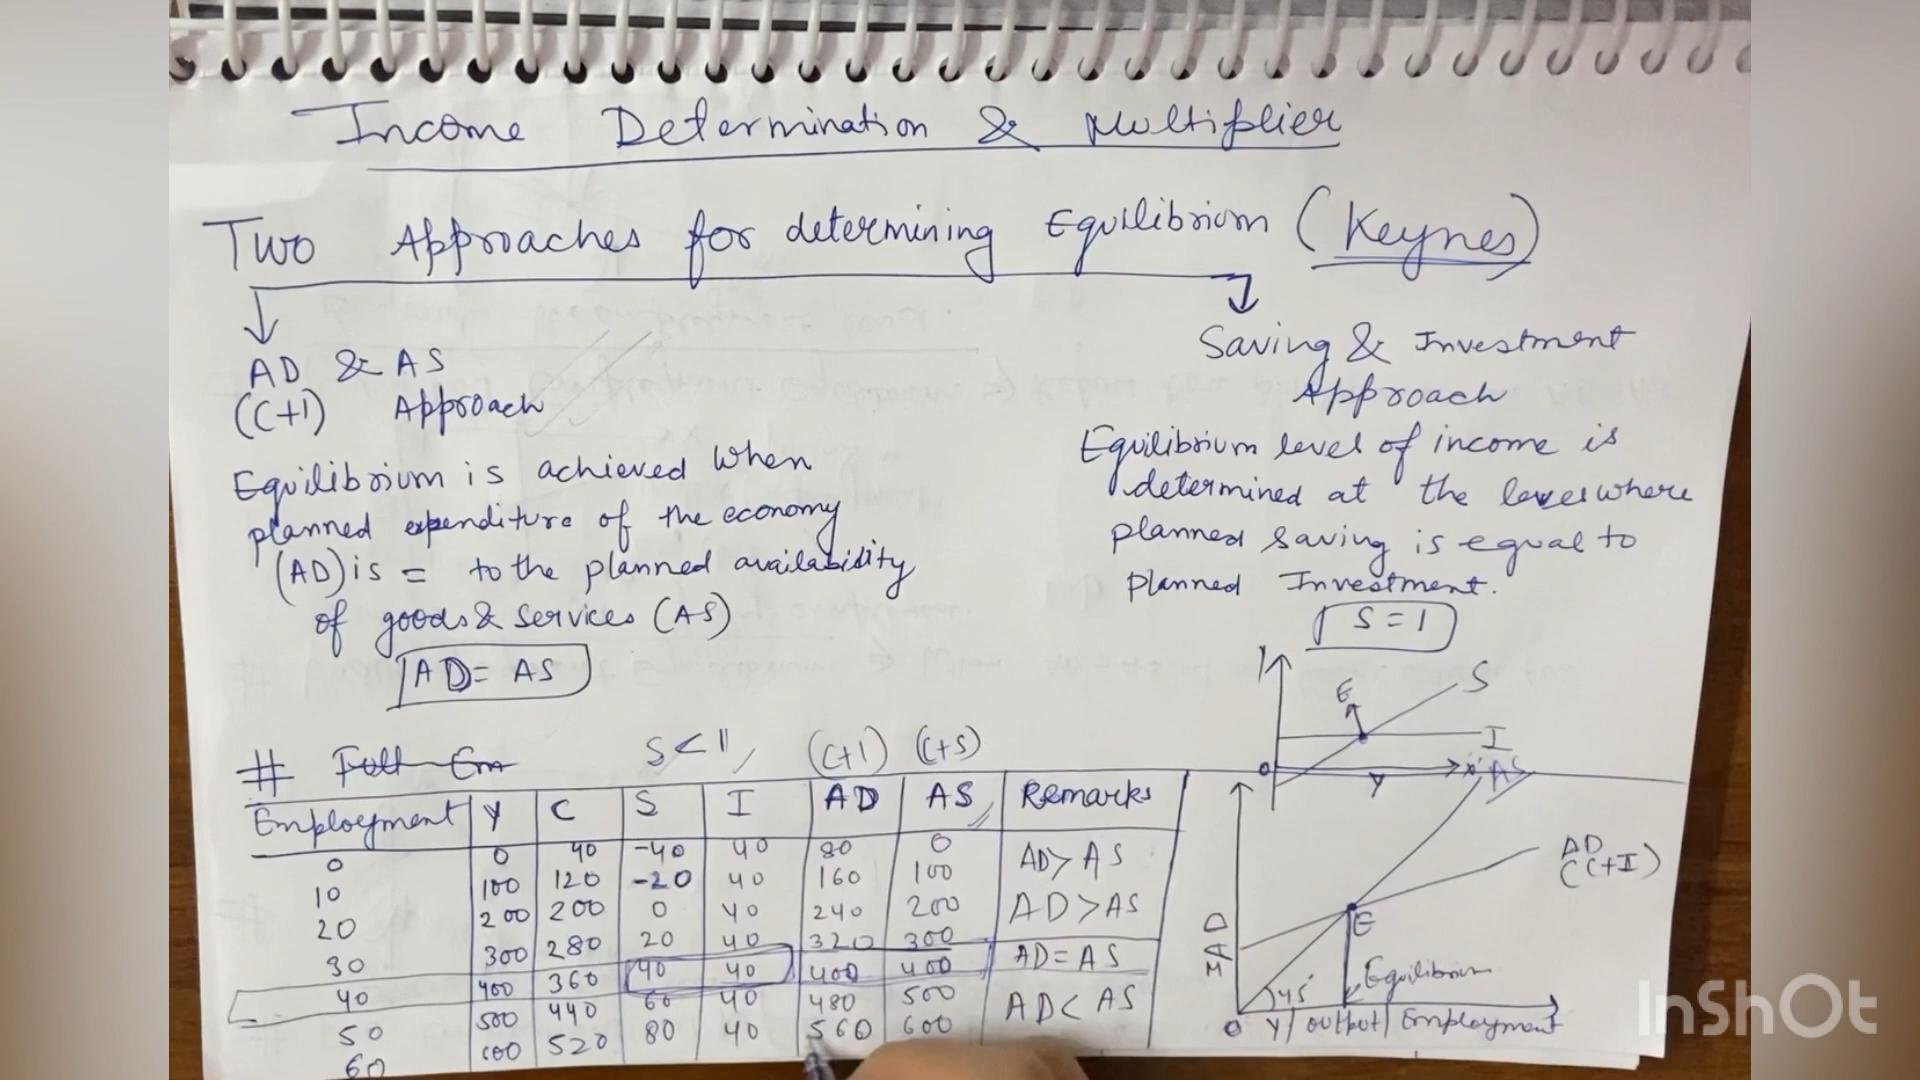 Income Determination & Multiplier
Two Approaches for determining Equilibrium (Keynes)
AD & AS
(C+I) Approach
Equilibrium is achieved when
planned expenditure of the economy
(AD) is = to the planned availability
of goods & services (AS)
AD = AS
Saving & Investment
Approach
Equilibrium level of income is
determined at the level where
planned saving is equal to
planned Investment.
S = I
Y
E
S
I
O
Y
X
# Full Em
S < I (C+I) (C+S)
Employment Y C S I AD AS Remarks
0 0 40 -40 40 80 0 AD > AS
10 100 120 -20 40 160 100
20 200 200 0 40 240 200 AD > AS
30 300 280 20 40 320 300
40 400 360 40 40 400 400 AD = AS
50 500 440 60 40 480 500 AD < AS
60 600 520 80 40 560 600
AS
AD
(C+I)
AD
E
45°
Equilibrium
O Y/output/Employment
InShOt